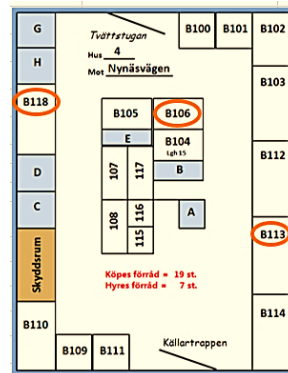 G
Tvättstugan
B100
B101
B102
Hus 4
H
Mot Nynäsvägen
B103
B118
B105
B106
E
B104
Lgh 15
B112
107
117
B
D
C
108
116
A
115
B113
Skyddsrum
Köpes förråd = 19 st.
Hyres förråd = 7 st.
B110
B114
Källartrappen
B109
B111